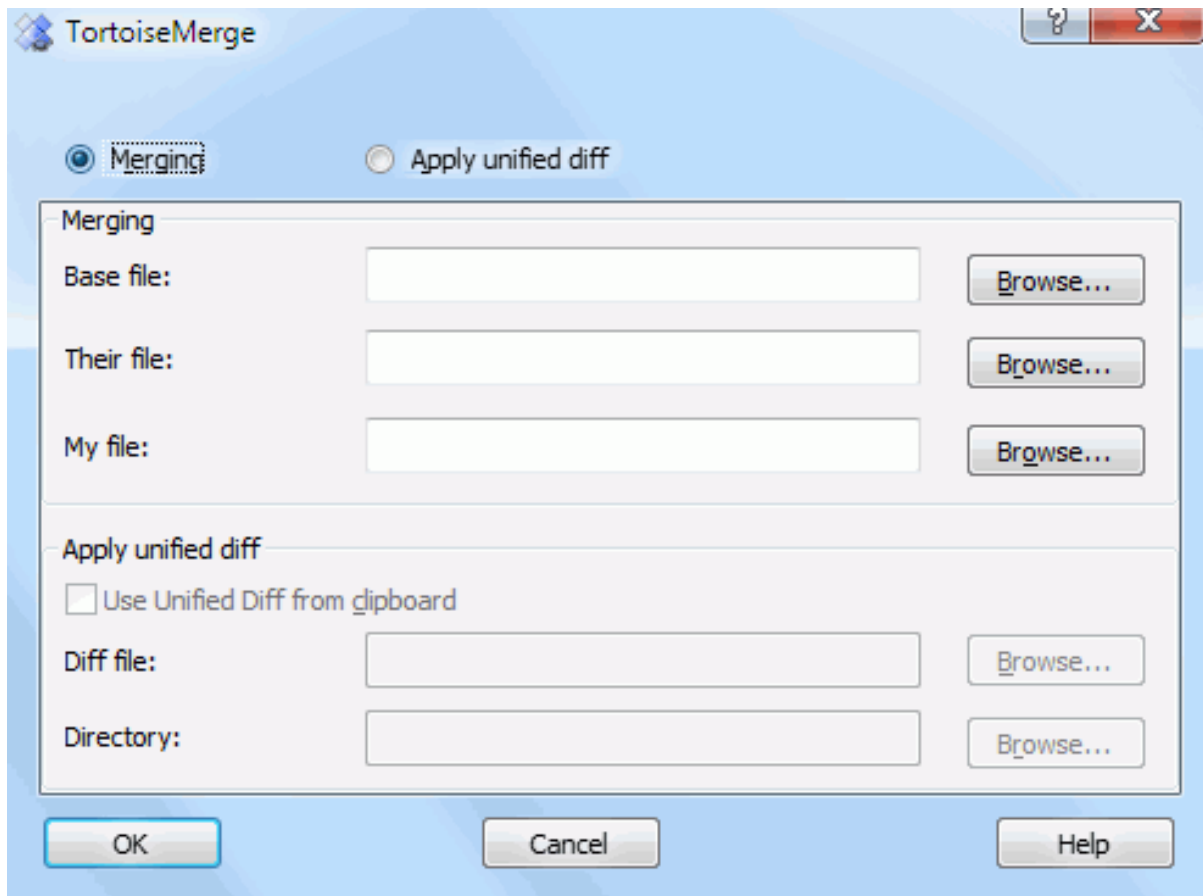 TortoiseMerge
Merging
Apply unified diff
Merging
Base file:
Browse...
Their file:
Browse...
My file:
Browse...
Apply unified diff
Use Unified Diff from clipboard
Diff file:
Browse...
Directory:
Browse...
OK
Cancel
Help